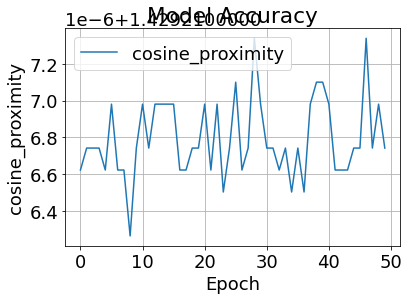 1e-6+1.4292100000
Model Accuracy
cosine_proximity
cosine_proximity
7.2
7.0
6.8
6.6
6.4
0 10 20 30 40 50
Epoch